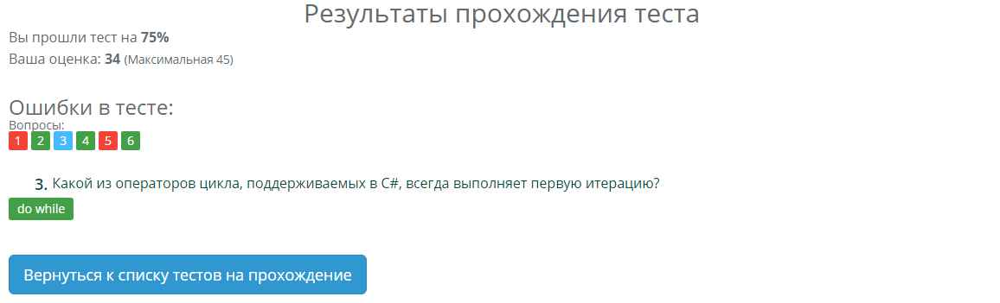 Результаты прохождения теста
Вы прошли тест на 75%
Ваша оценка: 34 (Максимальная 45)
Ошибки в тесте:
Вопросы:
1 2 3 4 5 6
3. Какой из операторов цикла, поддерживаемых в C#, всегда выполняет первую итерацию?
do while
Вернуться к списку тестов на прохождение